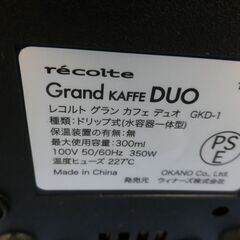 récolte
Grand KAFFE DUO
レコルト グラン カフェ デュオ GKD-1
種類：ドリップ式(水容器一体型)
保温装置の有無：無
最大使用容量：300ml
100V 50/60Hz 350W
温度ヒューズ 227℃
Made in China
PSE
OKANO Co., Ltd.
発売元 ウィナーズ株式会社